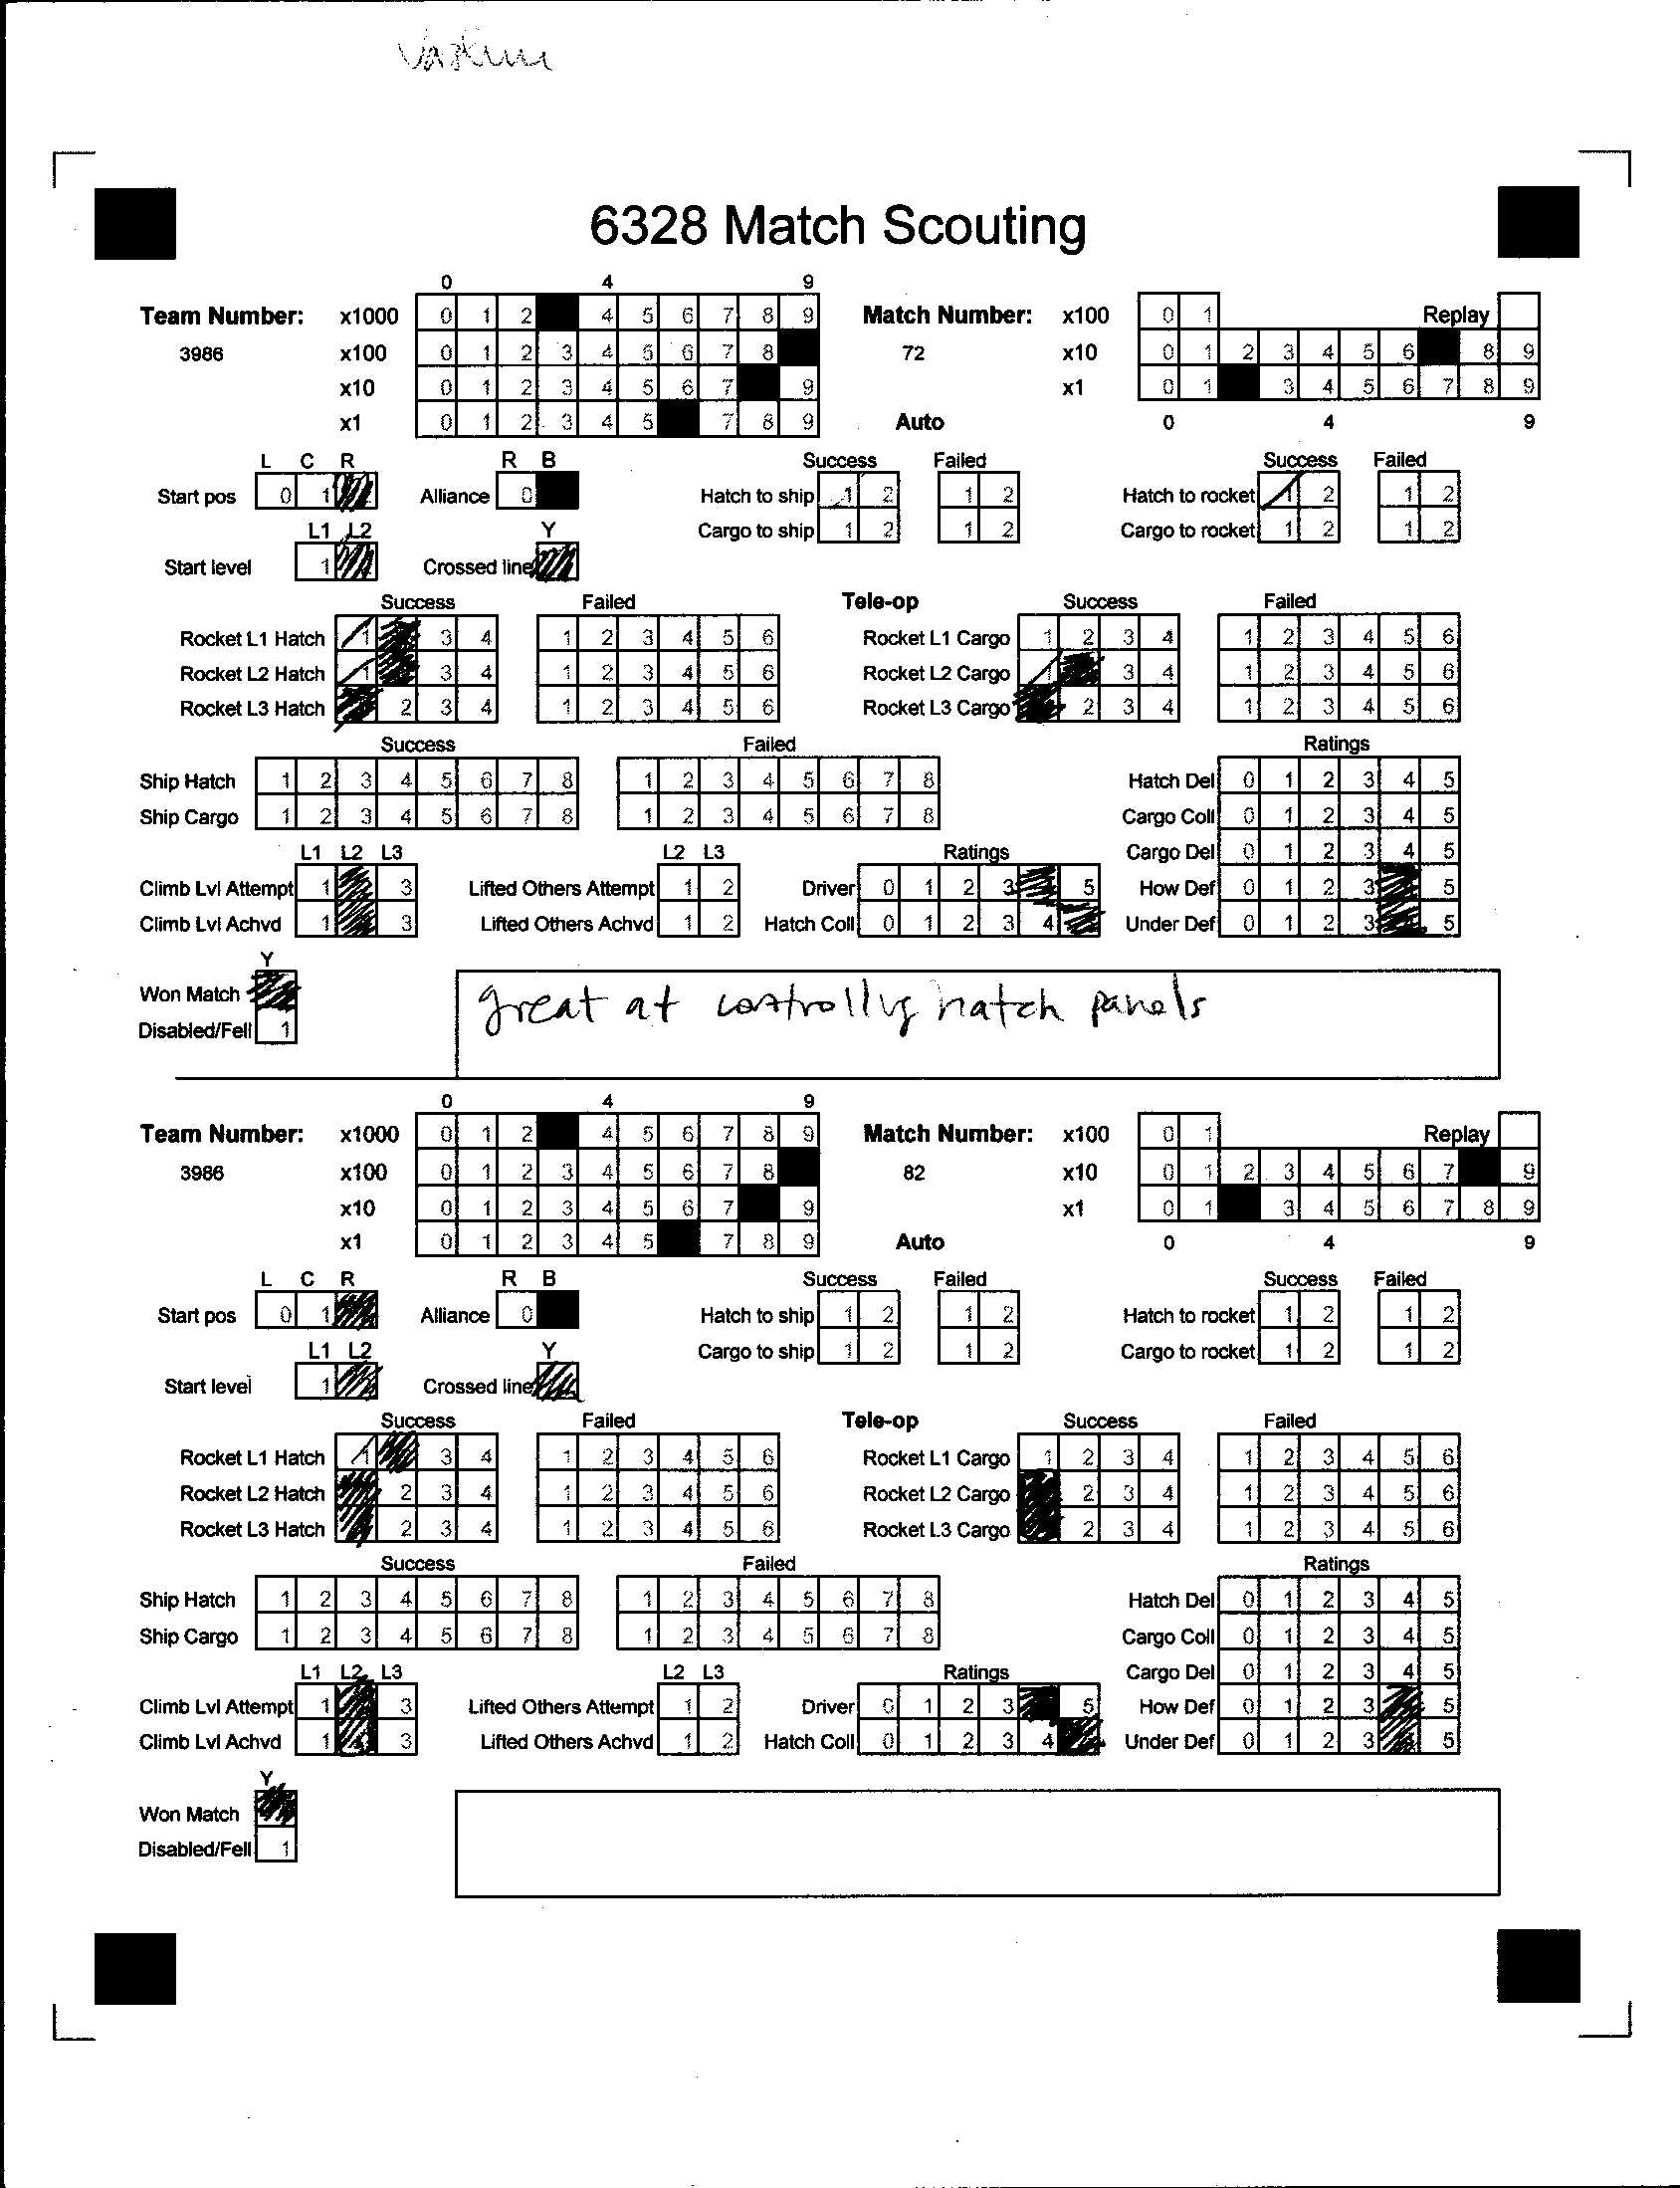 6328 Match Scouting
0 4 9
Team Number: x1000 0 1 2 4 5 6 7 8 9 Match Number: x100 0 1 Replay
3986 x100 0 1 2 3 4 5 6 7 8 72 x10 0 1 2 3 4 5 6 8 9
x10 0 1 2 3 4 5 6 7 9 x1 0 1 3 4 5 6 7 8 9
x1 0 1 2 3 4 5 7 8 9 Auto 0 4 9
L C R R B Success Failed Success Failed
Start pos 0 1 Alliance 0 Hatch to ship 1 2 1 2 Hatch to rocket 1 2 1 2
L1 L2 Y Cargo to ship 1 2 1 2 Cargo to rocket 1 2 1 2
Start level 1 Crossed line
Success Failed Tele-op Success Failed
Rocket L1 Hatch 1 3 4 1 2 3 4 5 6 Rocket L1 Cargo 1 2 3 4 1 2 3 4 5 6
Rocket L2 Hatch 1 3 4 1 2 3 4 5 6 Rocket L2 Cargo 1 3 4 1 2 3 4 5 6
Rocket L3 Hatch 2 3 4 1 2 3 4 5 6 Rocket L3 Cargo 2 3 4 1 2 3 4 5 6
Success Failed Ratings
Ship Hatch 1 2 3 4 5 6 7 8 1 2 3 4 5 6 7 8 Hatch Del 0 1 2 3 4 5
Ship Cargo 1 2 3 4 5 6 7 8 1 2 3 4 5 6 7 8 Cargo Coll 0 1 2 3 4 5
L1 L2 L3 L2 L3 Ratings Cargo Del 0 1 2 3 4 5
Climb Lvl Attempt 1 2 3 Lifted Others Attempt 1 2 Driver 0 1 2 3 5 How Def 0 1 2 3 5
Climb Lvl Achvd 1 3 Lifted Others Achvd 1 2 Hatch Coll 0 1 2 3 4 Under Def 0 1 2 3 5
Y
Won Match
Disabled/Fell 1
great at controlling hatch panels
0 4 9
Team Number: x1000 0 1 2 4 5 6 7 8 9 Match Number: x100 0 1 Replay
3986 x100 0 1 2 3 4 5 6 7 8 82 x10 0 1 2 3 4 5 6 7 9
x10 0 1 2 3 4 5 6 7 9 x1 0 1 3 4 5 6 7 8 9
x1 0 1 2 3 4 5 7 8 9 Auto 0 4 9
L C R R B Success Failed Success Failed
Start pos 0 1 Alliance 0 Hatch to ship 1 2 1 2 Hatch to rocket 1 2 1 2
L1 L2 Y Cargo to ship 1 2 1 2 Cargo to rocket 1 2 1 2
Start level 1 Crossed line
Success Failed Tele-op Success Failed
Rocket L1 Hatch 1 3 4 1 2 3 4 5 6 Rocket L1 Cargo 1 2 3 4 1 2 3 4 5 6
Rocket L2 Hatch 2 3 4 1 2 3 4 5 6 Rocket L2 Cargo 2 3 4 1 2 3 4 5 6
Rocket L3 Hatch 2 3 4 1 2 3 4 5 6 Rocket L3 Cargo 2 3 4 1 2 3 4 5 6
Success Failed Ratings
Ship Hatch 1 2 3 4 5 6 7 8 1 2 3 4 5 6 7 8 Hatch Del 0 1 2 3 4 5
Ship Cargo 1 2 3 4 5 6 7 8 1 2 3 4 5 6 7 8 Cargo Coll 0 1 2 3 4 5
L1 L2 L3 L2 L3 Ratings Cargo Del 0 1 2 3 4 5
Climb Lvl Attempt 1 3 Lifted Others Attempt 1 2 Driver 0 1 2 3 5 How Def 0 1 2 3 5
Climb Lvl Achvd 1 3 Lifted Others Achvd 1 2 Hatch Coll 0 1 2 3 4 Under Def 0 1 2 3 5
Y
Won Match
Disabled/Fell 1